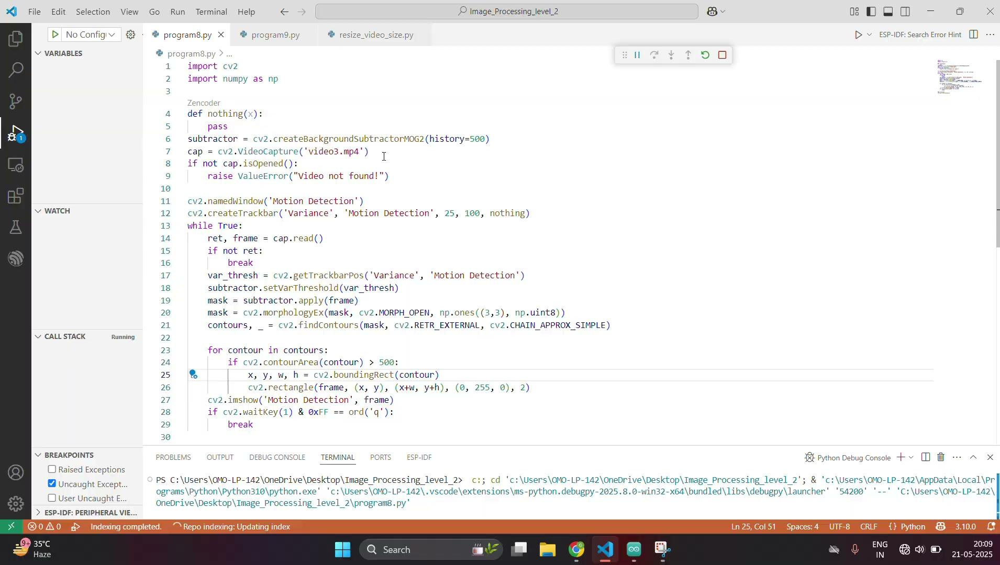 File Edit Selection View Go Run Terminal Help
Image_Processing_level_2
No Config
program8.py
program9.py
resize_video_size.py
ESP-IDF: Search Error Hint
VARIABLES
program8.py > ...
1 import cv2
2 import numpy as np
3
Zencoder
4 def nothing(x):
5     pass
6 subtractor = cv2.createBackgroundSubtractorMOG2(history=500)
7 cap = cv2.VideoCapture('video3.mp4')
8 if not cap.isOpened():
9     raise ValueError("Video not found!")
10
11 cv2.namedWindow('Motion Detection')
12 cv2.createTrackbar('Variance', 'Motion Detection', 25, 100, nothing)
13 while True:
14     ret, frame = cap.read()
15     if not ret:
16         break
17     var_thresh = cv2.getTrackbarPos('Variance', 'Motion Detection')
18     subtractor.setVarThreshold(var_thresh)
19     mask = subtractor.apply(frame)
20     mask = cv2.morphologyEx(mask, cv2.MORPH_OPEN, np.ones((3,3), np.uint8))
21     contours, _ = cv2.findContours(mask, cv2.RETR_EXTERNAL, cv2.CHAIN_APPROX_SIMPLE)
22
23     for contour in contours:
24         if cv2.contourArea(contour) > 500:
25             x, y, w, h = cv2.boundingRect(contour)
26             cv2.rectangle(frame, (x, y), (x+w, y+h), (0, 255, 0), 2)
27     cv2.imshow('Motion Detection', frame)
28     if cv2.waitKey(1) & 0xFF == ord('q'):
29         break
30
1
WATCH
CALL STACK Running
BREAKPOINTS
Raised Exceptions
Uncaught Except...
User Uncaught E...
ESP-IDF: PERIPHERAL VIE...
PROBLEMS OUTPUT DEBUG CONSOLE TERMINAL PORTS ESP-IDF
Python Debug Console
PS C:\Users\OMO-LP-142\OneDrive\Desktop\Image_Processing_level_2>  c:; cd 'c:\Users\OMO-LP-142\OneDrive\Desktop\Image_Processing_level_2'; & 'c:\Users\OMO-LP-142\AppData\Local\Pr
ograms\Python\Python310\python.exe' 'c:\Users\OMO-LP-142\.vscode\extensions\ms-python.debugpy-2025.8.0-win32-x64\bundled\libs\debugpy\launcher' '54200' '--' 'C:\Users\OMO-LP-142\
OneDrive\Desktop\Image_Processing_level_2\program8.py'
0 0 Indexing completed. Repo indexing: Updating index
Ln 25, Col 51 Spaces: 4 UTF-8 CRLF {} Python 3.10.0
9+ 35°C
Haze
Search
ENG
IN
20:09
21-05-2025